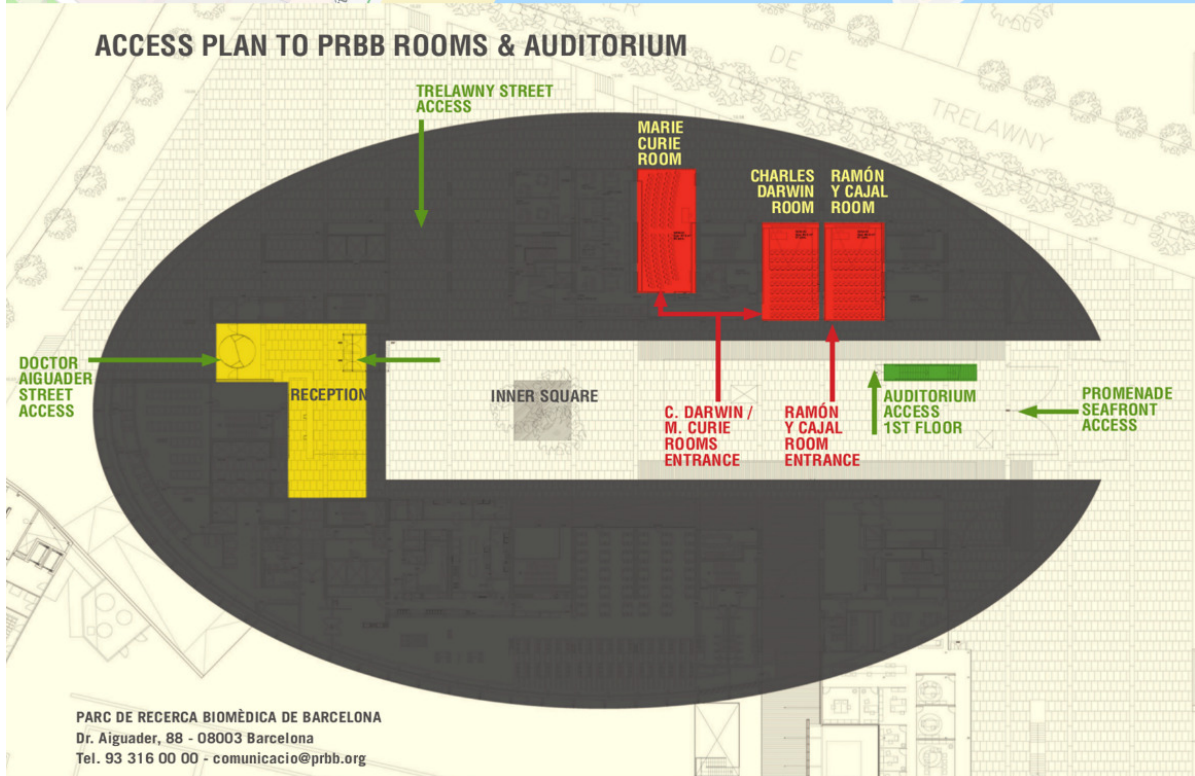 ACCESS PLAN TO PRBB ROOMS & AUDITORIUM
DE
TRELAWNY
TRELAWNY STREET
ACCESS
MARIE
CURIE
ROOM
CHARLES
DARWIN
ROOM
RAMÓN
Y CAJAL
ROOM
DOCTOR
AIGUADER
STREET
ACCESS
RECEPTION
INNER SQUARE
C. DARWIN /
M. CURIE
ROOMS
ENTRANCE
RAMÓN
Y CAJAL
ROOM
ENTRANCE
AUDITORIUM
ACCESS
1ST FLOOR
PROMENADE
SEAFRONT
ACCESS
PARC DE RECERCA BIOMÈDICA DE BARCELONA
Dr. Aiguader, 88 - 08003 Barcelona
Tel. 93 316 00 00 - comunicacio@prbb.org